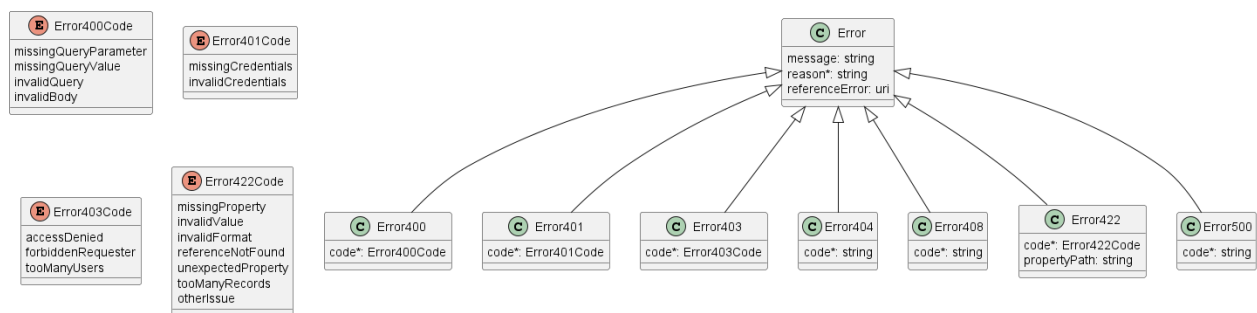 E Error400Code
missingQueryParameter
missingQueryValue
invalidQuery
invalidBody
E Error401Code
missingCredentials
invalidCredentials
C Error
message: string
reason*: string
referenceError: uri
E Error403Code
accessDenied
forbiddenRequester
tooManyUsers
E Error422Code
missingProperty
invalidValue
invalidFormat
referenceNotFound
unexpectedProperty
tooManyRecords
otherIssue
C Error400
code*: Error400Code
C Error401
code*: Error401Code
C Error403
code*: Error403Code
C Error404
code*: string
C Error408
code*: string
C Error422
code*: Error422Code
propertyPath: string
C Error500
code*: string